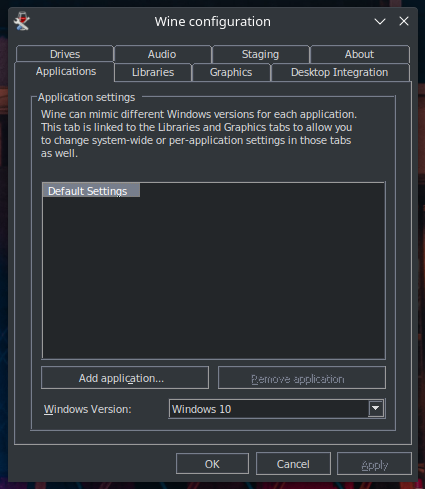 Wine configuration
Drives
Audio
Staging
About
Applications
Libraries
Graphics
Desktop Integration
Application settings
Wine can mimic different Windows versions for each application.
This tab is linked to the Libraries and Graphics tabs to allow you
to change system-wide or per-application settings in those tabs
as well.
Default Settings
Add application...
Remove application
Windows Version:
Windows 10
OK
Cancel
Apply